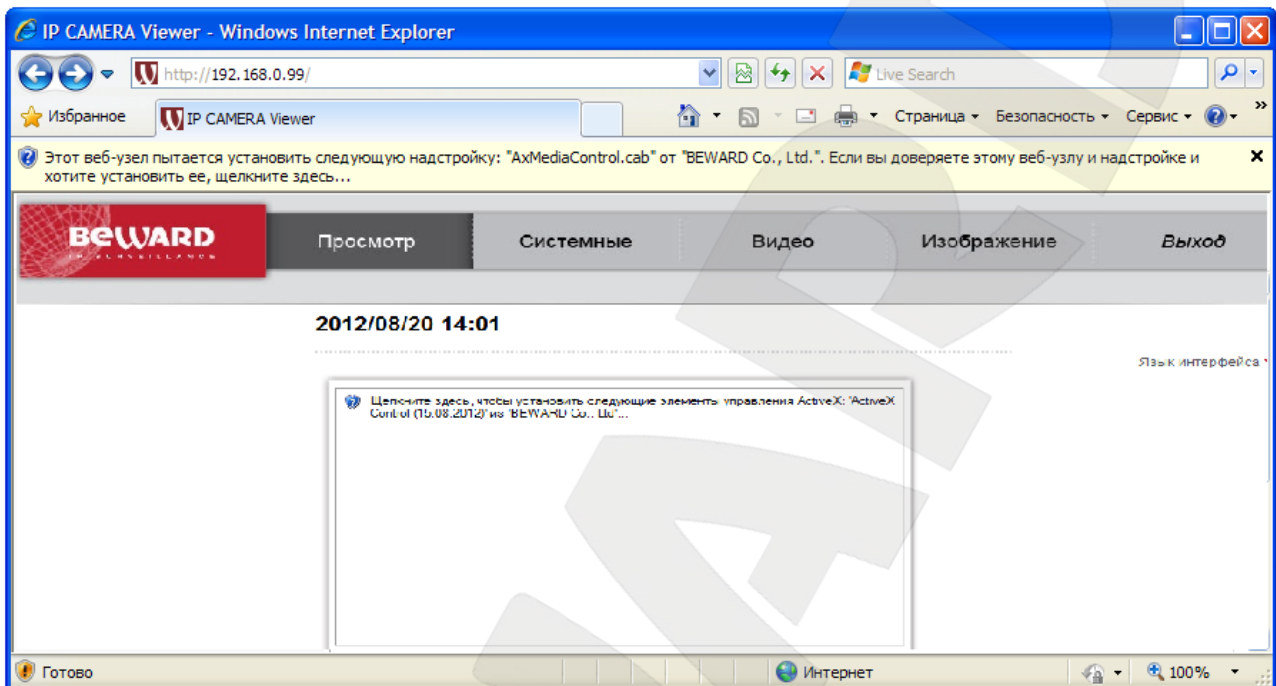 IP CAMERA Viewer - Windows Internet Explorer
http://192.168.0.99/
Live Search
Избранное
IP CAMERA Viewer
Страница
Безопасность
Сервис
Этот веб-узел пытается установить следующую надстройку: "AxMediaControl.cab" от "BEWARD Co., Ltd.". Если вы доверяете этому веб-узлу и надстройке и
хотите установить ее, щелкните здесь...
BEWARD
IP SURVEILLANCE
Просмотр
Системные
Видео
Изображение
Выход
2012/08/20 14:01
Язык интерфейса
Щелкните здесь, чтобы установить следующие элементы управления ActiveX: "ActiveX
Control (15.08.2012)" из "BEWARD Co., Ltd"...
Готово
Интернет
100%